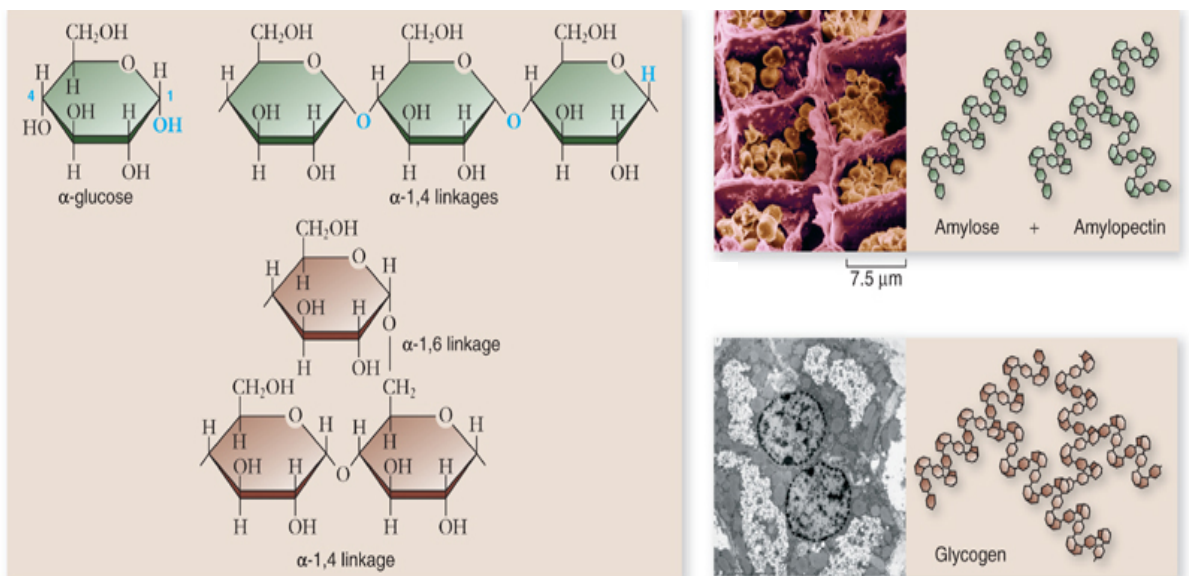 CH₂OH
O
H
H
H
4
1
OH
H
HO
OH
H
OH
α-glucose
CH₂OH
CH₂OH
CH₂OH
O
O
O
H
H
H
H
OH
H
OH
H
OH
H
O
O
H
OH
H
OH
H
OH
α-1,4 linkages
CH₂OH
O
H
H
H
OH
H
O
α-1,6 linkage
H
OH
CH₂OH
CH₂
O
O
H
H
H
H
H
H
OH
H
OH
H
O
H
OH
H
OH
α-1,4 linkage
Amylose + Amylopectin
7.5 μm
Glycogen